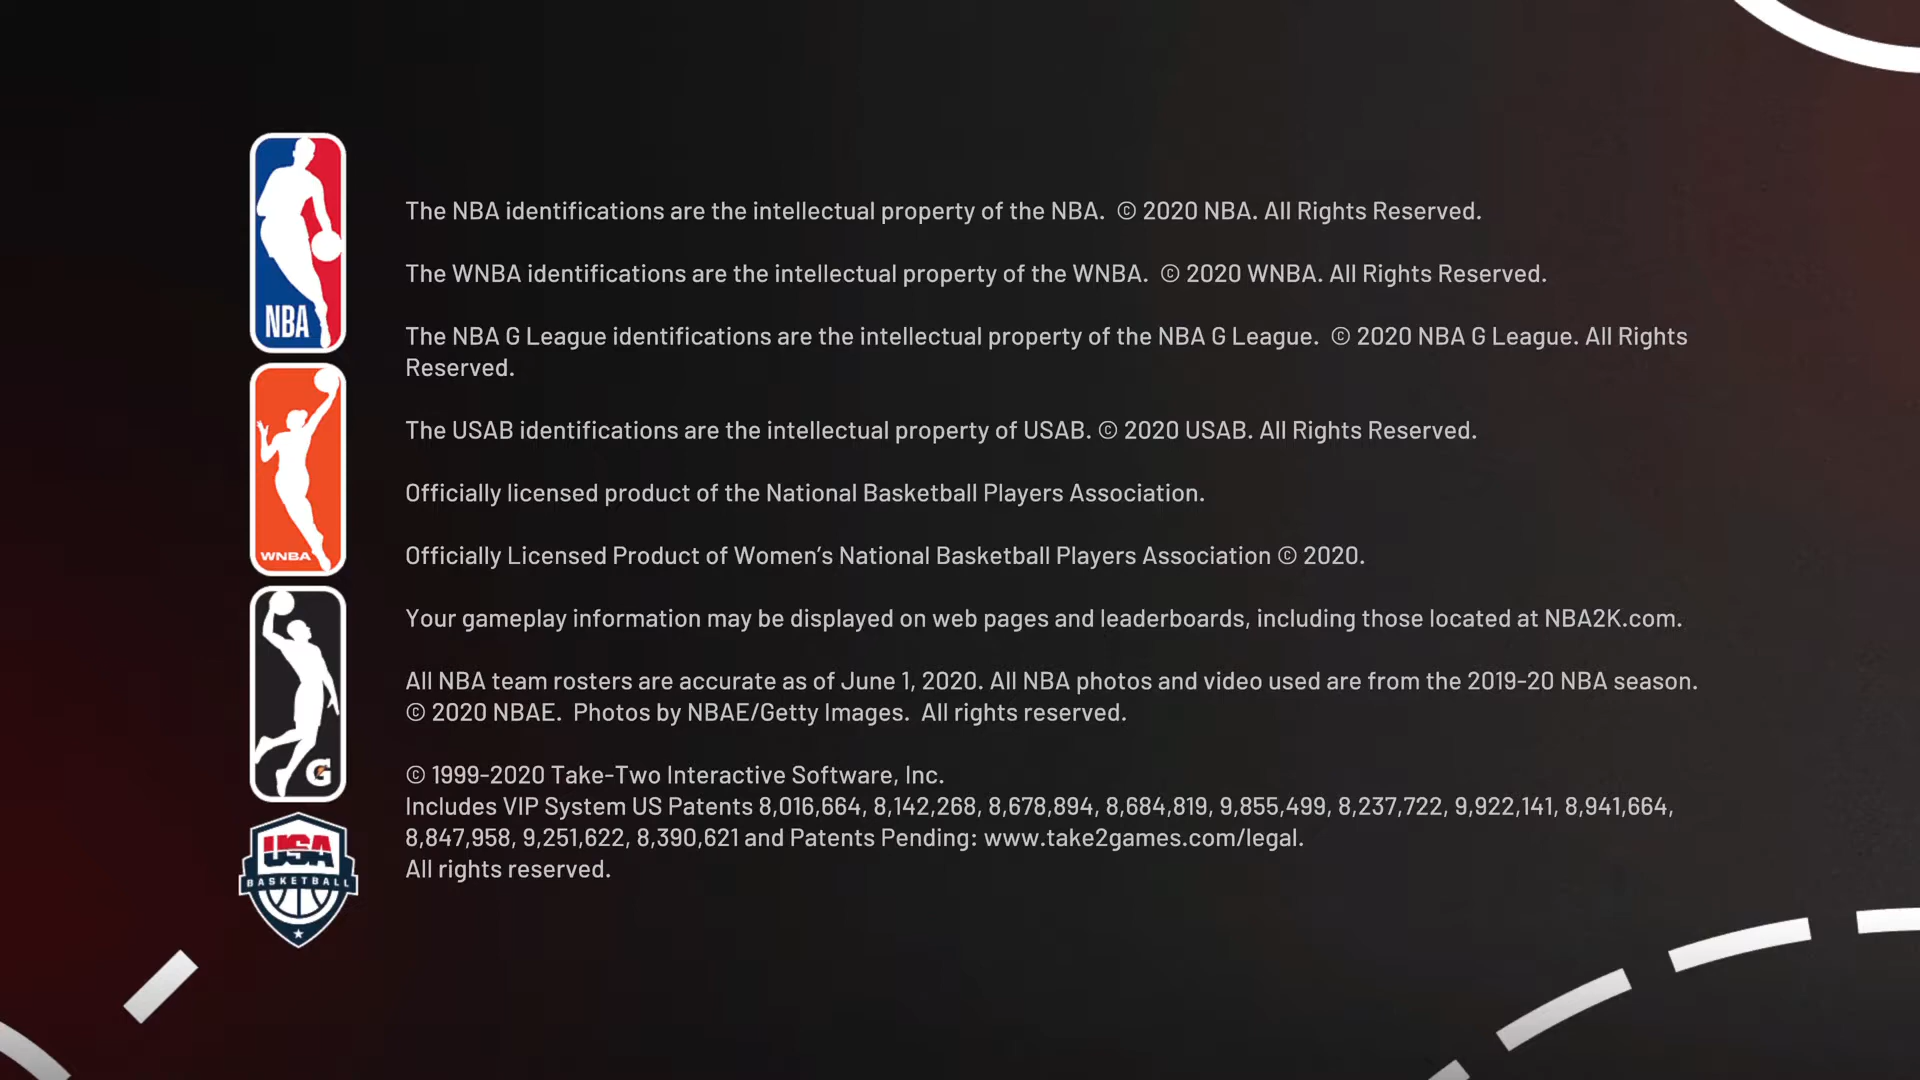 NBA
The NBA identifications are the intellectual property of the NBA.  © 2020 NBA. All Rights Reserved.
The WNBA identifications are the intellectual property of the WNBA.  © 2020 WNBA. All Rights Reserved.
The NBA G League identifications are the intellectual property of the NBA G League.  © 2020 NBA G League. All Rights
Reserved.
The USAB identifications are the intellectual property of USAB. © 2020 USAB. All Rights Reserved.
Officially licensed product of the National Basketball Players Association.
WNBA
Officially Licensed Product of Women’s National Basketball Players Association © 2020.
Your gameplay information may be displayed on web pages and leaderboards, including those located at NBA2K.com.
All NBA team rosters are accurate as of June 1, 2020. All NBA photos and video used are from the 2019-20 NBA season.
© 2020 NBAE.  Photos by NBAE/Getty Images.  All rights reserved.
G
© 1999-2020 Take-Two Interactive Software, Inc.
Includes VIP System US Patents 8,016,664, 8,142,268, 8,678,894, 8,684,819, 9,855,499, 8,237,722, 9,922,141, 8,941,664,
8,847,958, 9,251,622, 8,390,621 and Patents Pending: www.take2games.com/legal.
All rights reserved.
USA
BASKETBALL